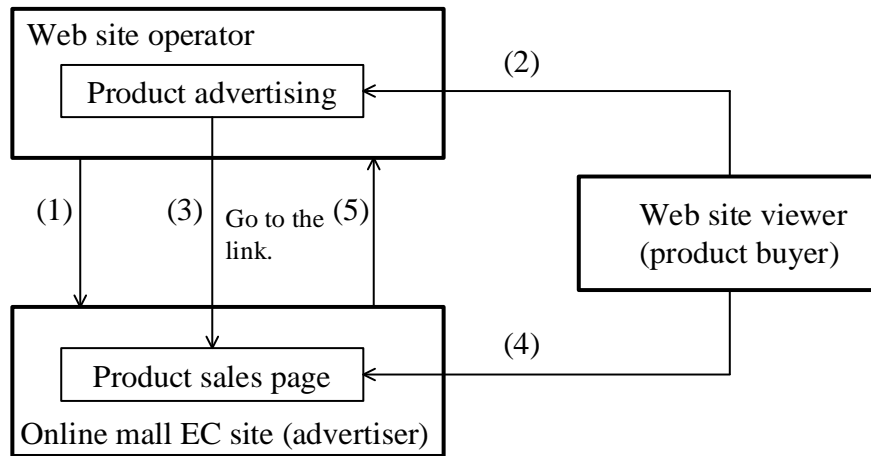 Web site operator
Product advertising
(2)
(1)
(3)
Go to the
link.
(5)
Web site viewer
(product buyer)
(4)
Product sales page
Online mall EC site (advertiser)